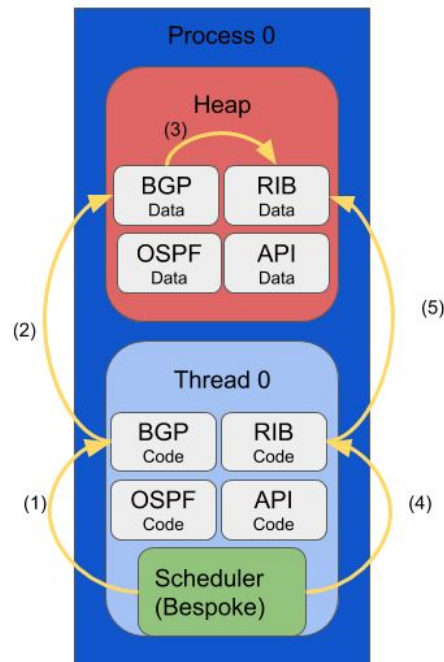 Process 0
Heap
(3)
BGP RIB
Data Data
OSPF API
Data Data
(2)
(5)
Thread 0
BGP RIB
Code Code
(1)
OSPF API
Code Code
(4)
Scheduler
(Bespoke)